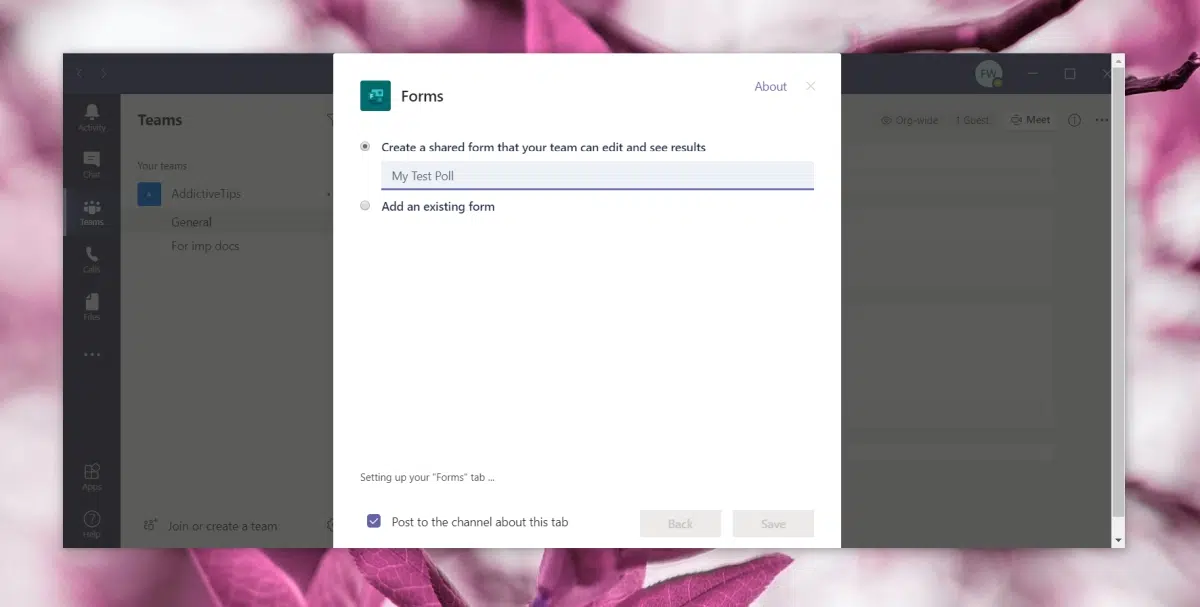 FW
Activity
Chat
Teams
Calls
Files
Apps
Help
Teams
Your teams
AddictiveTips
General
For imp docs
Join or create a team
Forms
About
Create a shared form that your team can edit and see results
My Test Poll
Add an existing form
Setting up your "Forms" tab ...
Post to the channel about this tab
Back
Save
Org-wide
1 Guest
Meet